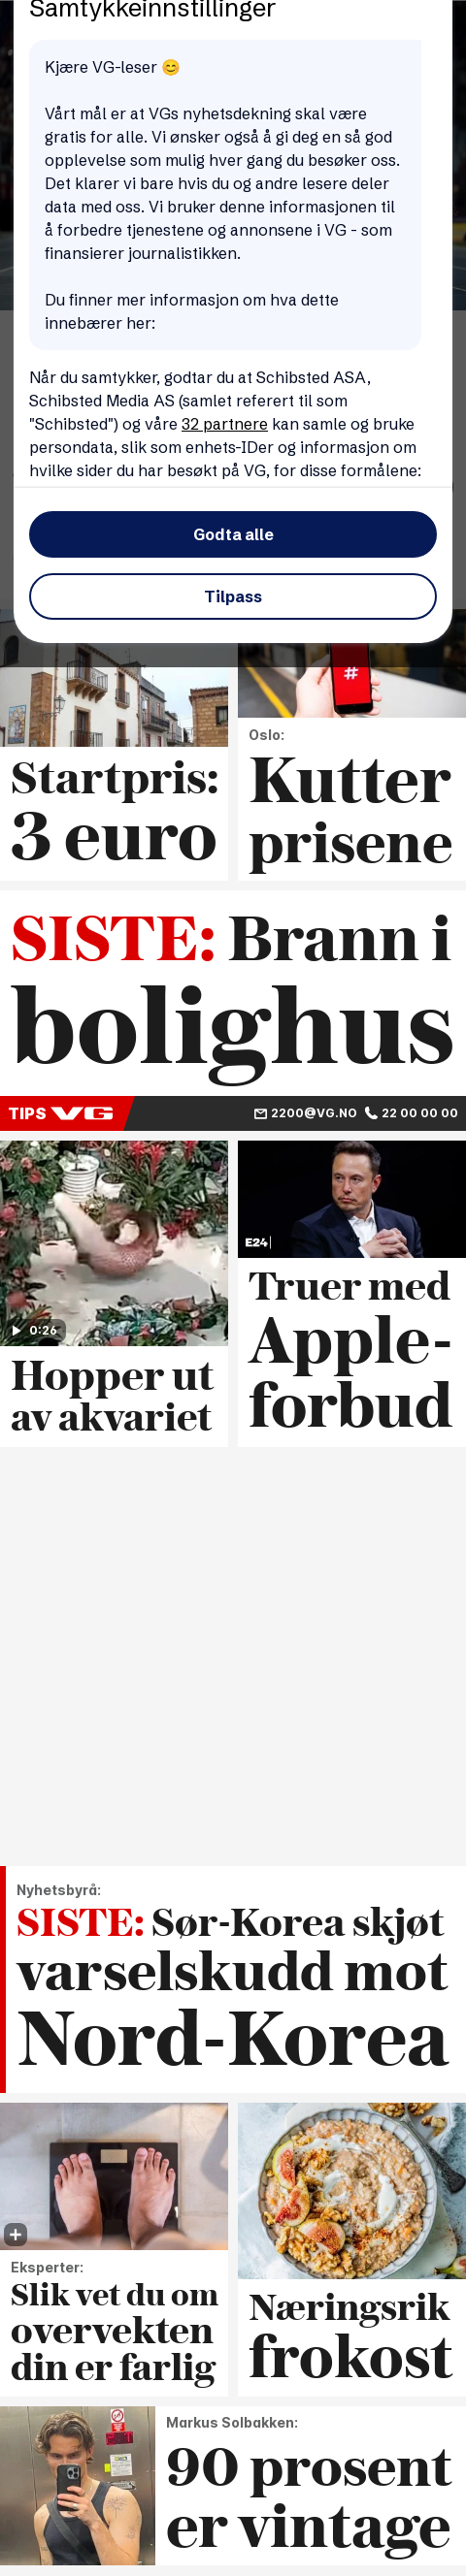 Samtykkeinnstillinger
Kjære VG-leser 😊
Vårt mål er at VGs nyhetsdekning skal være
gratis for alle. Vi ønsker også å gi deg en så god
opplevelse som mulig hver gang du besøker oss.
Det klarer vi bare hvis du og andre lesere deler
data med oss. Vi bruker denne informasjonen til
å forbedre tjenestene og annonsene i VG - som
finansierer journalistikken.
Du finner mer informasjon om hva dette
innebærer her:
Når du samtykker, godtar du at Schibsted ASA,
Schibsted Media AS (samlet referert til som
"Schibsted") og våre 32 partnere kan samle og bruke
persondata, slik som enhets-IDer og informasjon om
hvilke sider du har besøkt på VG, for disse formålene:
Godta alle
Tilpass
Startpris:
3 euro
#
Oslo:
Kutter
prisene
SISTE: Brann i
bolighus
TIPS VG
2200@VG.NO 22 00 00 00
0:26
Hopper ut
av akvariet
E24
Truer med
Apple-
forbud
Nyhetsbyrå:
SISTE: Sør-Korea skjøt
varselskudd mot
Nord-Korea
Eksperter:
Slik vet du om
overvekten
din er farlig
Næringsrik
frokost
Markus Solbakken:
90 prosent
er vintage